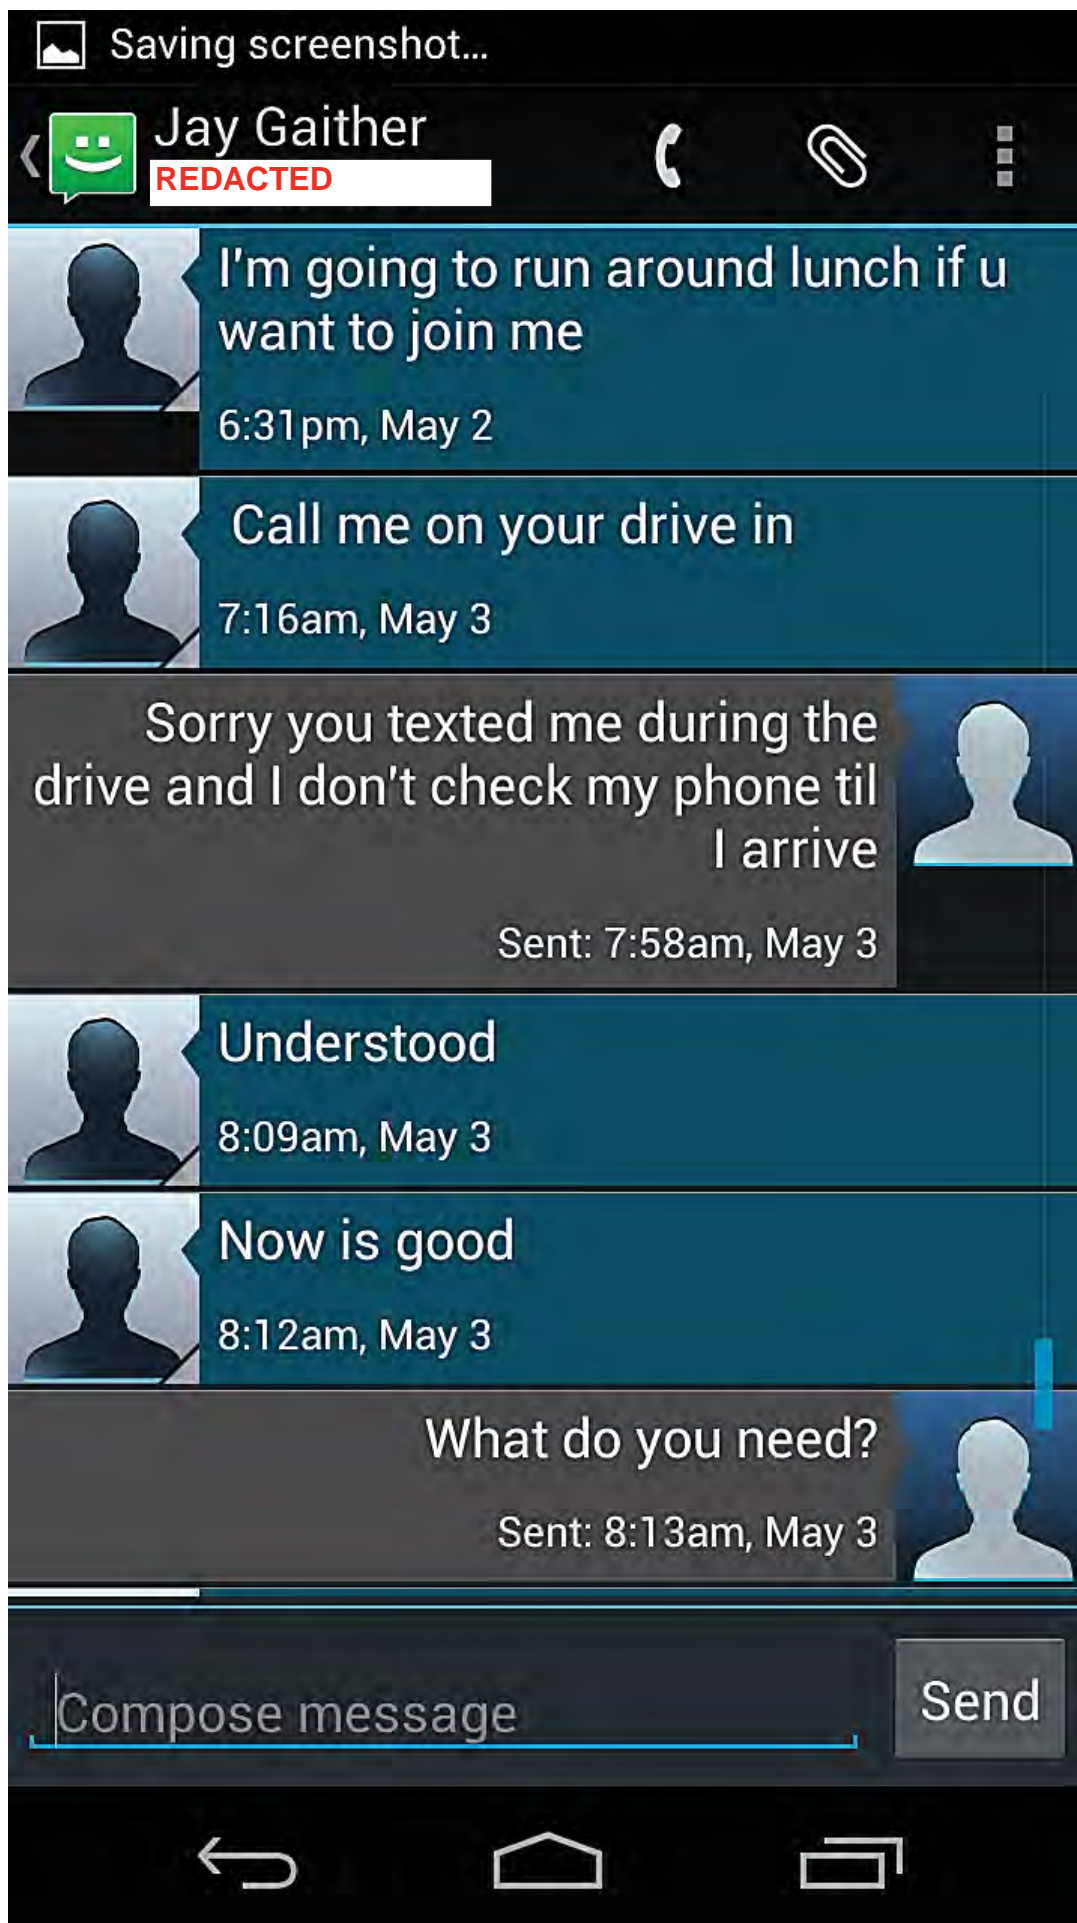 Saving screenshot...
Jay Gaither
REDACTED
I'm going to run around lunch if u
want to join me
6:31pm, May 2
Call me on your drive in
7:16am, May 3
Sorry you texted me during the
drive and I don't check my phone til
I arrive
Sent: 7:58am, May 3
Understood
8:09am, May 3
Now is good
8:12am, May 3
What do you need?
Sent: 8:13am, May 3
Compose message
Send